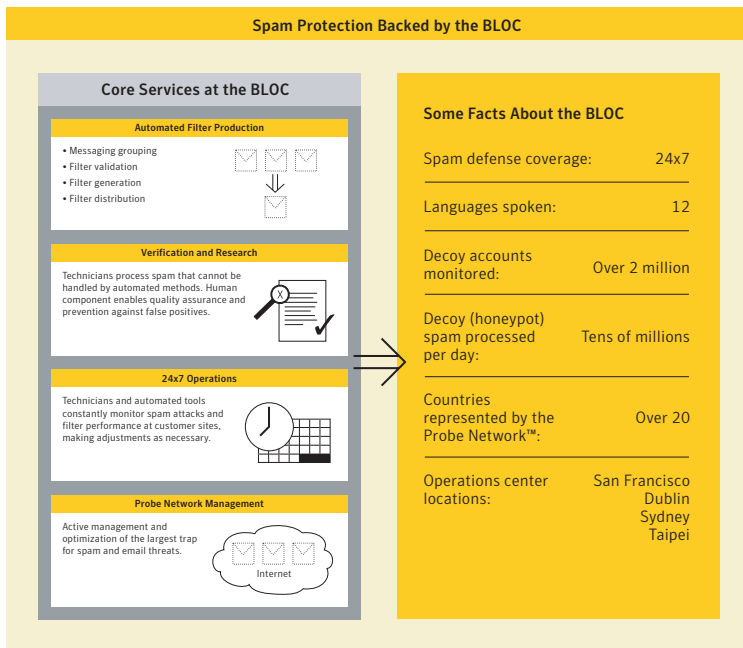 Spam Protection Backed by the BLOC
Core Services at the BLOC
Automated Filter Production
• Messaging grouping
• Filter validation
• Filter generation
• Filter distribution
Verification and Research
Technicians process spam that cannot be
handled by automated methods. Human
component enables quality assurance and
prevention against false positives.
X
24x7 Operations
Technicians and automated tools
constantly monitor spam attacks and
filter performance at customer sites,
making adjustments as necessary.
Probe Network Management
Active management and
optimization of the largest trap
for spam and email threats.
Internet
Some Facts About the BLOC
Spam defense coverage: 24x7
Languages spoken: 12
Decoy accounts
monitored: Over 2 million
Decoy (honeypot)
spam processed Tens of millions
per day:
Countries
represented by the Over 20
Probe Network™:
Operations center San Francisco
locations: Dublin
Sydney
Taipei